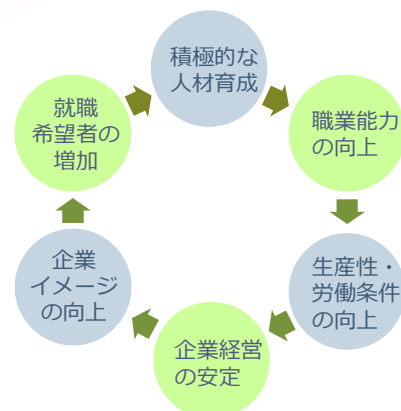 積極的な
人材育成
職業能力
の向上
生産性・
労働条件
の向上
企業経営
の安定
企業
イメージ
の向上
就職
希望者の
増加